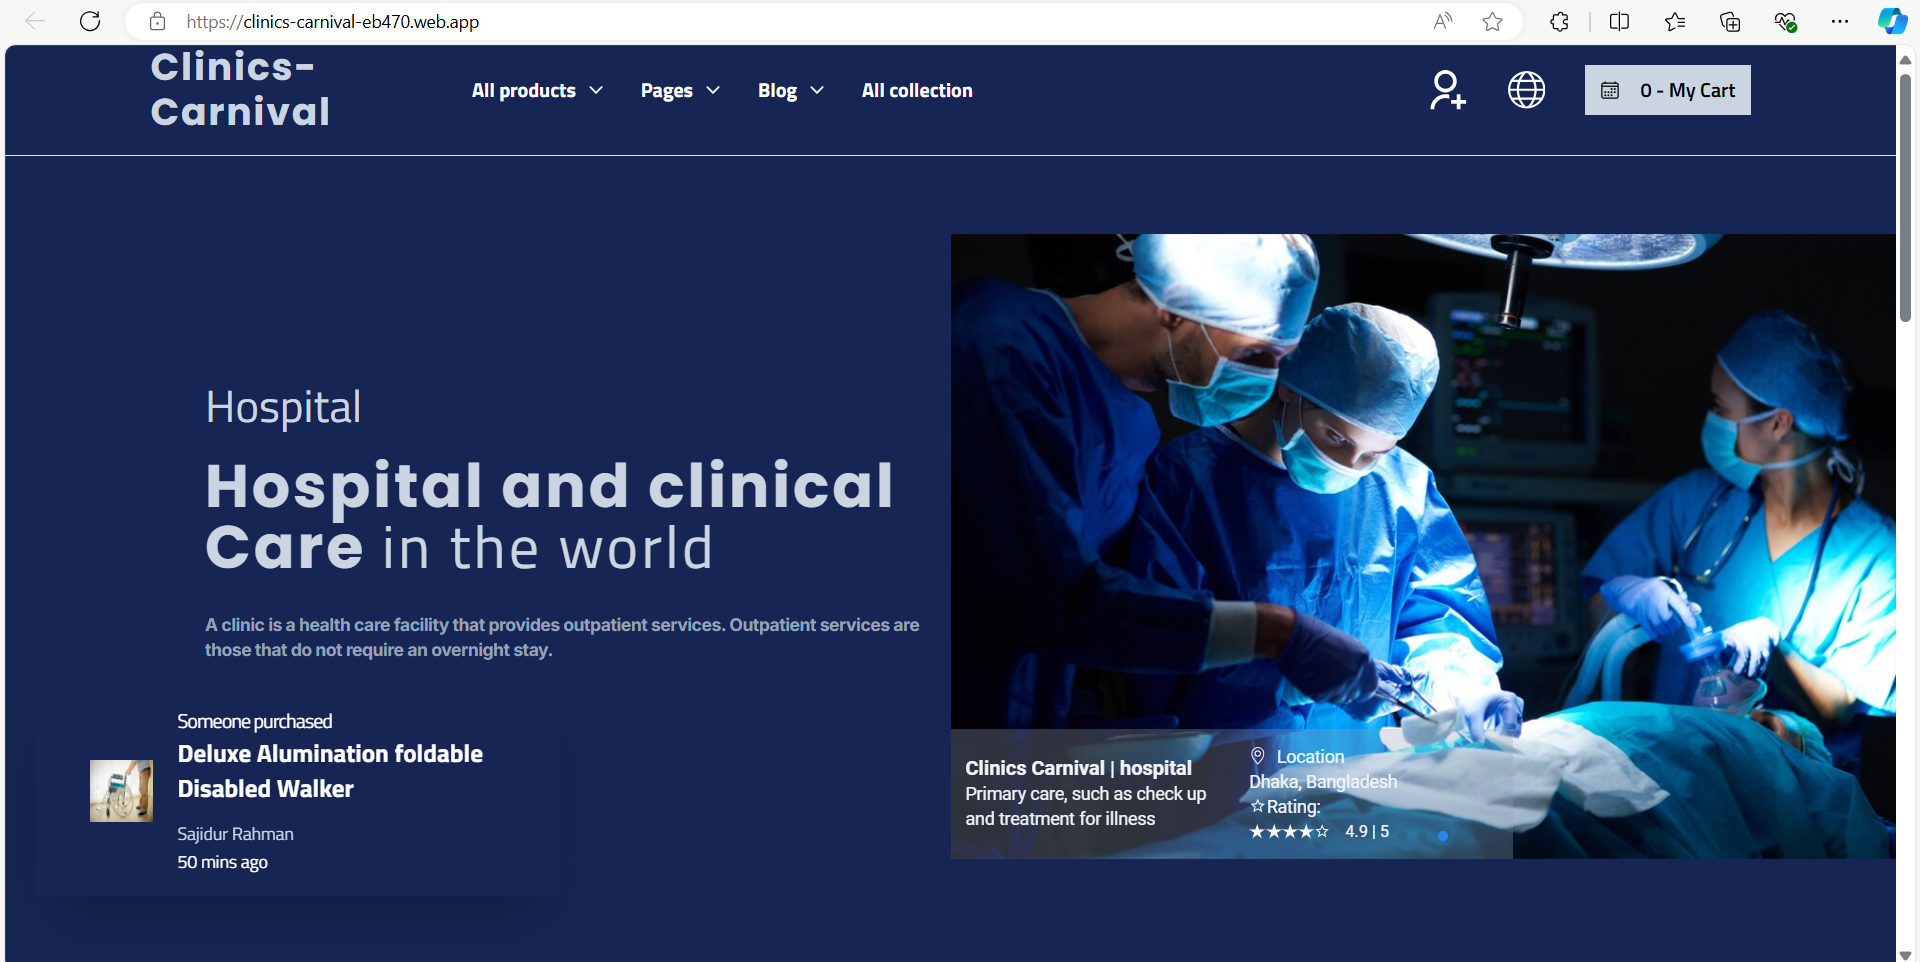 https://clinics-carnival-eb470.web.app
Clinics-
Carnival
All products
Pages
Blog
All collection
0 - My Cart
Hospital
Hospital and clinical
Care in the world
A clinic is a health care facility that provides outpatient services. Outpatient services are
those that do not require an overnight stay.
Someone purchased
Deluxe Alumination foldable
Disabled Walker
Sajidur Rahman
50 mins ago
Clinics Carnival | hospital
Primary care, such as check up
and treatment for illness
Location
Dhaka, Bangladesh
☆Rating:
★★★★☆ 4.9 | 5